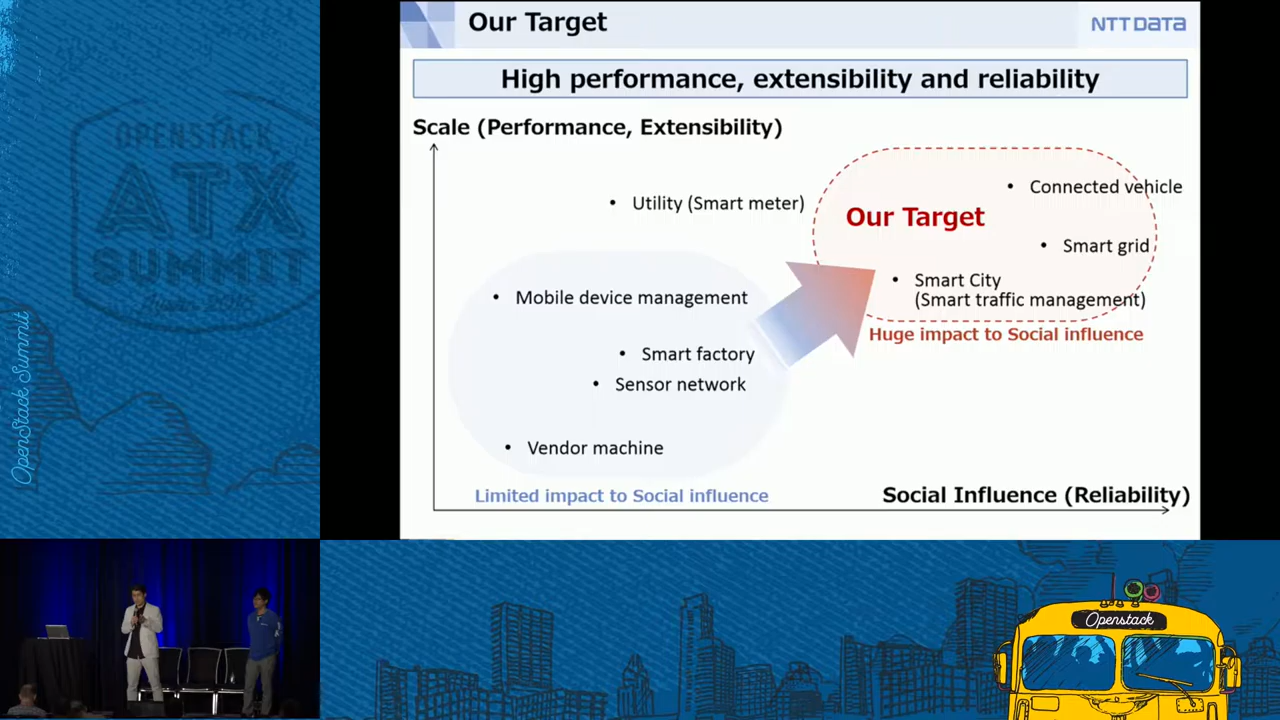 Our Target
NTT DATA
High performance, extensibility and reliability
Scale (Performance, Extensibility)
• Connected vehicle
• Utility (Smart meter)
Our Target
• Smart grid
• Smart City
(Smart traffic management)
• Mobile device management
Huge impact to Social influence
• Smart factory
• Sensor network
• Vendor machine
Limited impact to Social influence
Social Influence (Reliability)
OPENSTACK
ATX
SUMMIT
OpenStack Summit
Openstack